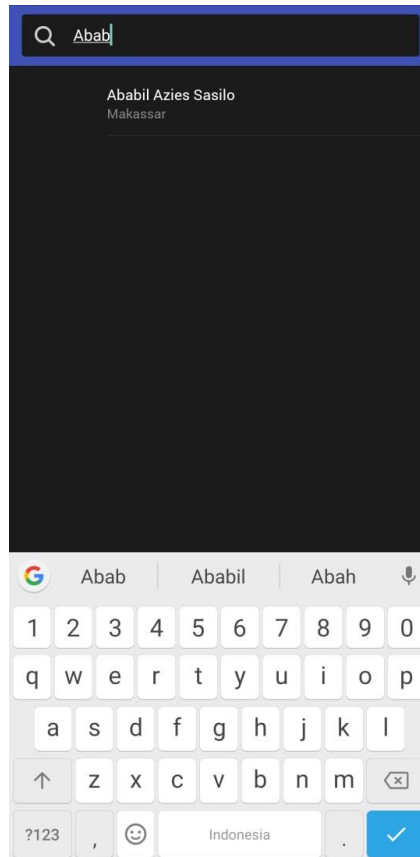 Abab
Ababil Azies Sasilo
Makassar
Abab Ababil Abah
1 2 3 4 5 6 7 8 9 0
q w e r t y u i o p
a s d f g h j k l
z x c v b n m
?123 , Indonesia .